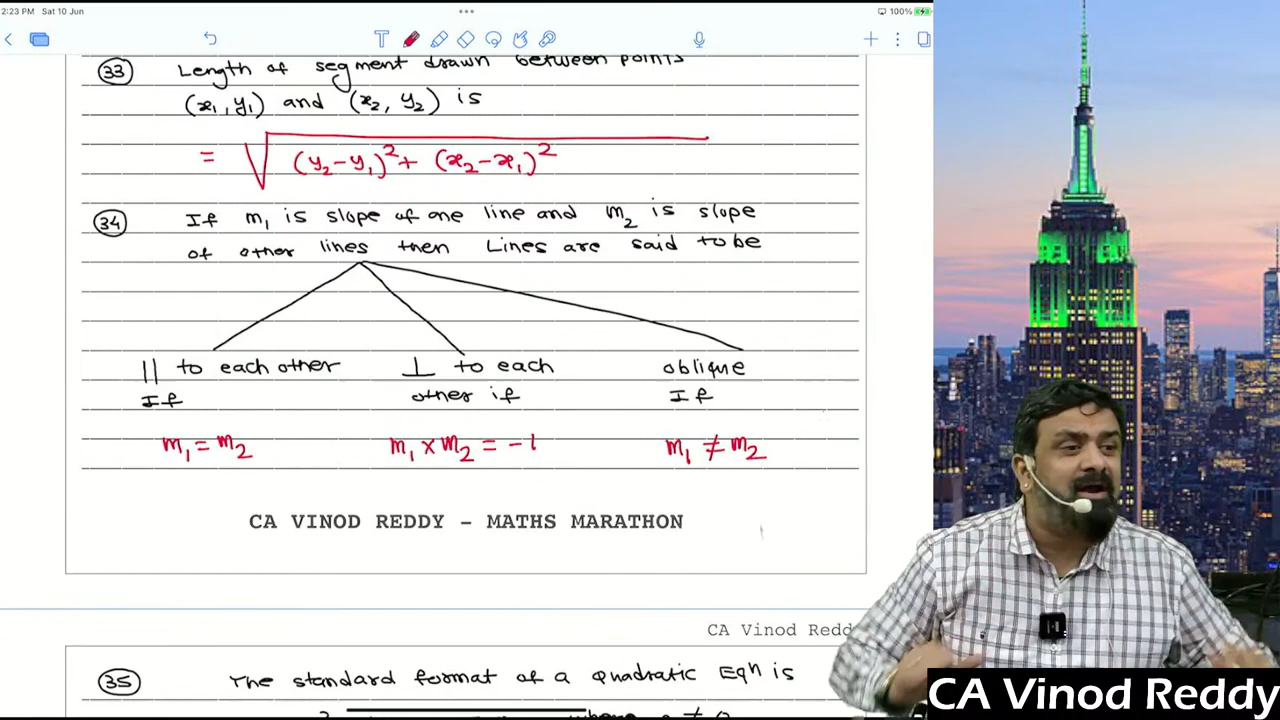 2:23 PM Sat 10 Jun
100%
33 Length of segment drawn between points
(x₁, y₁) and (x₂, y₂) is
= √(y₂-y₁)² + (x₂-x₁)²
34 If m₁ is slope of one line and m₂ is slope
of other lines then Lines are said to be
|| to each other
If
m₁ = m₂
⊥ to each
other if
m₁ × m₂ = -1
oblique
If
m₁ ≠ m₂
CA VINOD REDDY - MATHS MARATHON
CA Vinod Redd
35 The standard format of a quadratic Eqn is
where a ≠ 0
CA Vinod Reddy